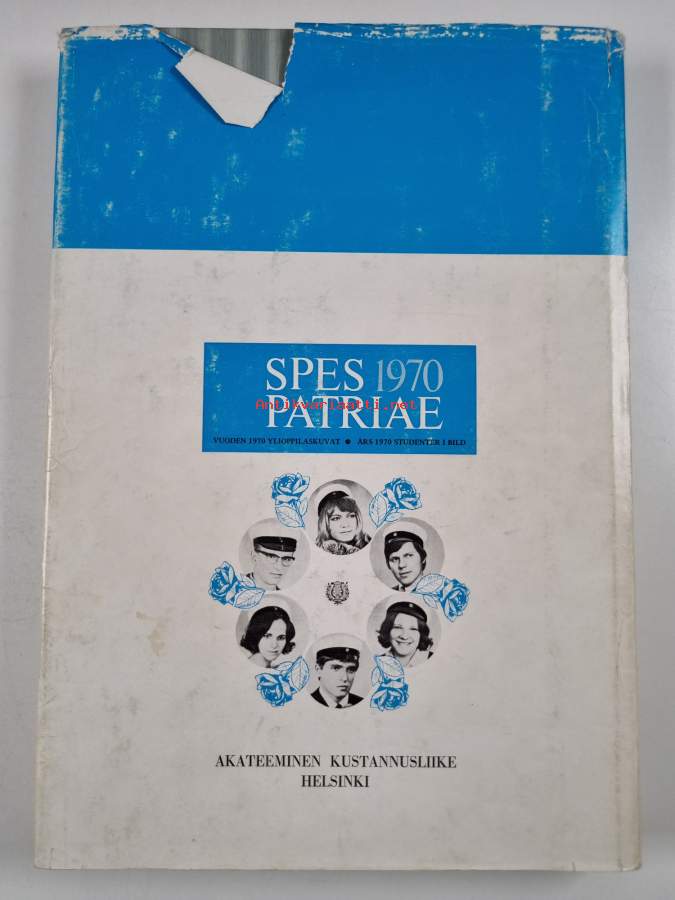 SPES 1970
Antikvariaatti.net
PATRIAE
VUODEN 1970 YLIOPPILASKUVAT ● ÅRS 1970 STUDENTER I BILD
AKATEEMINEN KUSTANNUSLIIKE
HELSINKI